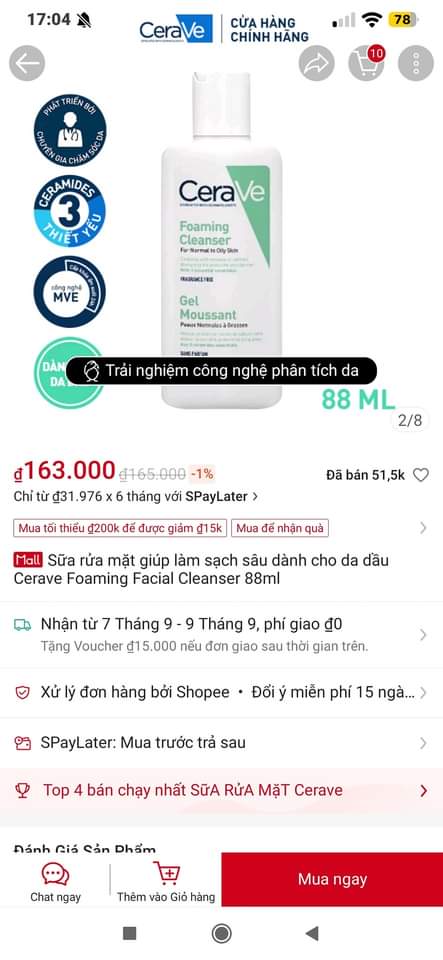 17:04
78
CeraVe
CỬA HÀNG
CHÍNH HÃNG
10
PHÁT TRIỂN BỞI
CHUYÊN GIA CHĂM SÓC DA
CERAMIDES
3
THIẾT YẾU
công nghệ
MVE
CeraVe
Foaming
Cleanser
For Normal to Oily Skin
FRAGRANCE FREE
Gel
Moussant
Peaux Normales à Grasses
SANS PARFUM
DÀN
DA
Trải nghiệm công nghệ phân tích da
88 ML
2/8
₫163.000 ₫165.000 -1%
Đã bán 51,5k
Chỉ từ ₫31.976 x 6 tháng với SPayLater >
Mua tối thiểu ₫200k để được giảm ₫15k
Mua để nhận quà
Mall Sữa rửa mặt giúp làm sạch sâu dành cho da dầu
Cerave Foaming Facial Cleanser 88ml
Nhận từ 7 Tháng 9 - 9 Tháng 9, phí giao ₫0
Tặng Voucher ₫15.000 nếu đơn giao sau thời gian trên.
Xử lý đơn hàng bởi Shopee • Đổi ý miễn phí 15 ngà...
SPayLater: Mua trước trả sau
Top 4 bán chạy nhất SữA RửA MặT Cerave
Đánh Giá Sản Phẩm
Chat ngay
Thêm vào Giỏ hàng
Mua ngay